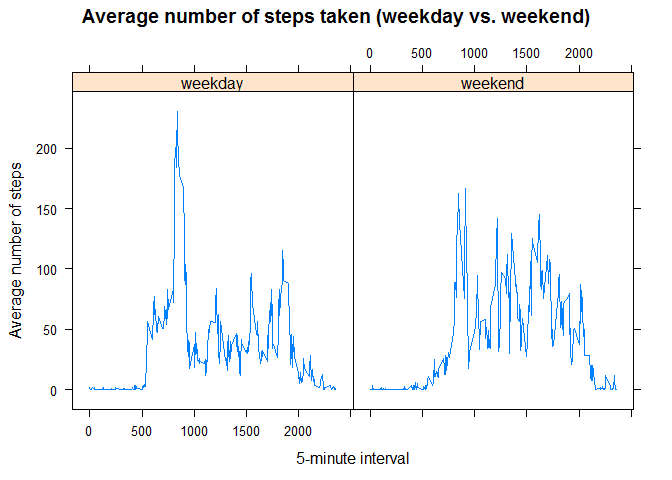 Average number of steps taken (weekday vs. weekend)
0 500 1000 1500 2000
weekday weekend
Average number of steps
200
150
100
50
0
0 500 1000 1500 2000
5-minute interval